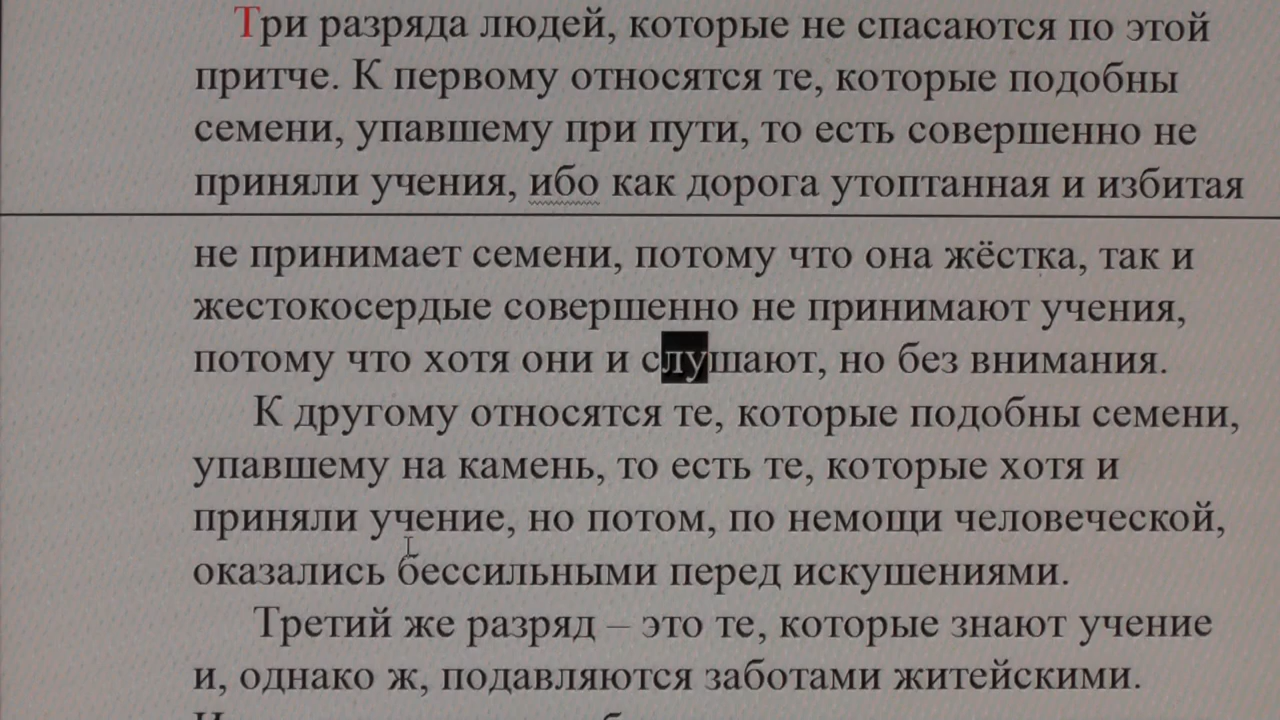 Три разряда людей, которые не спасаются по этой
притче. К первому относятся те, которые подобны
семени, упавшему при пути, то есть совершенно не
приняли учения, ибо как дорога утоптанная и избитая
не принимает семени, потому что она жёстка, так и
жестокосердые совершенно не принимают учения,
потому что хотя они и слушают, но без внимания.
К другому относятся те, которые подобны семени,
упавшему на камень, то есть те, которые хотя и
приняли учение, но потом, по немощи человеческой,
оказались бессильными перед искушениями.
Третий же разряд – это те, которые знают учение
и, однако ж, подавляются заботами житейскими.